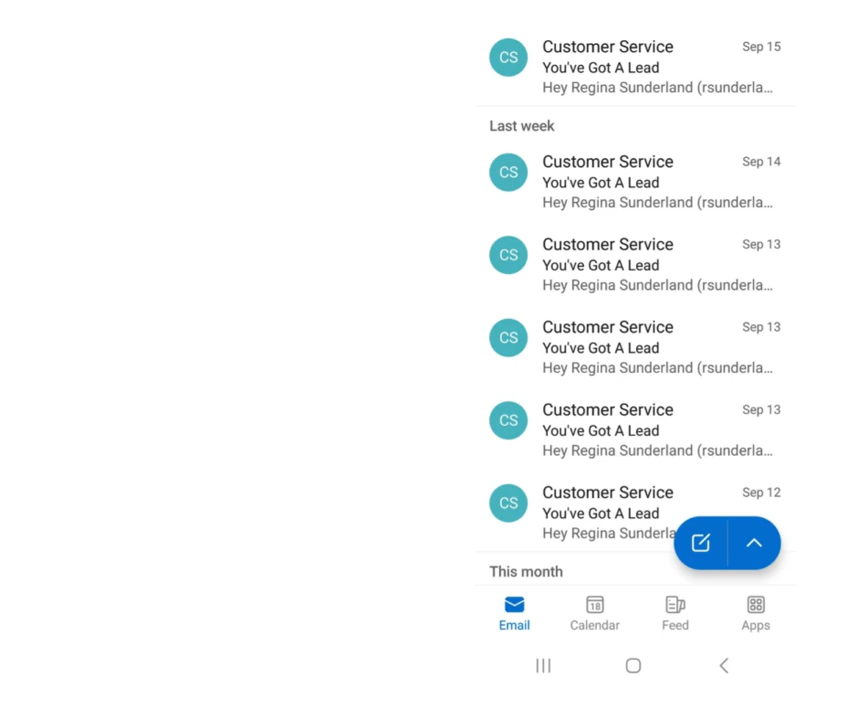 CS
Customer Service
Sep 15
You've Got A Lead
Hey Regina Sunderland (rsunderla...
Last week
CS
Customer Service
Sep 14
You've Got A Lead
Hey Regina Sunderland (rsunderla...
CS
Customer Service
Sep 13
You've Got A Lead
Hey Regina Sunderland (rsunderla...
CS
Customer Service
Sep 13
You've Got A Lead
Hey Regina Sunderland (rsunderla...
CS
Customer Service
Sep 13
You've Got A Lead
Hey Regina Sunderland (rsunderla...
CS
Customer Service
Sep 12
You've Got A Lead
Hey Regina Sunderla
This month
18
Email
Calendar
Feed
Apps